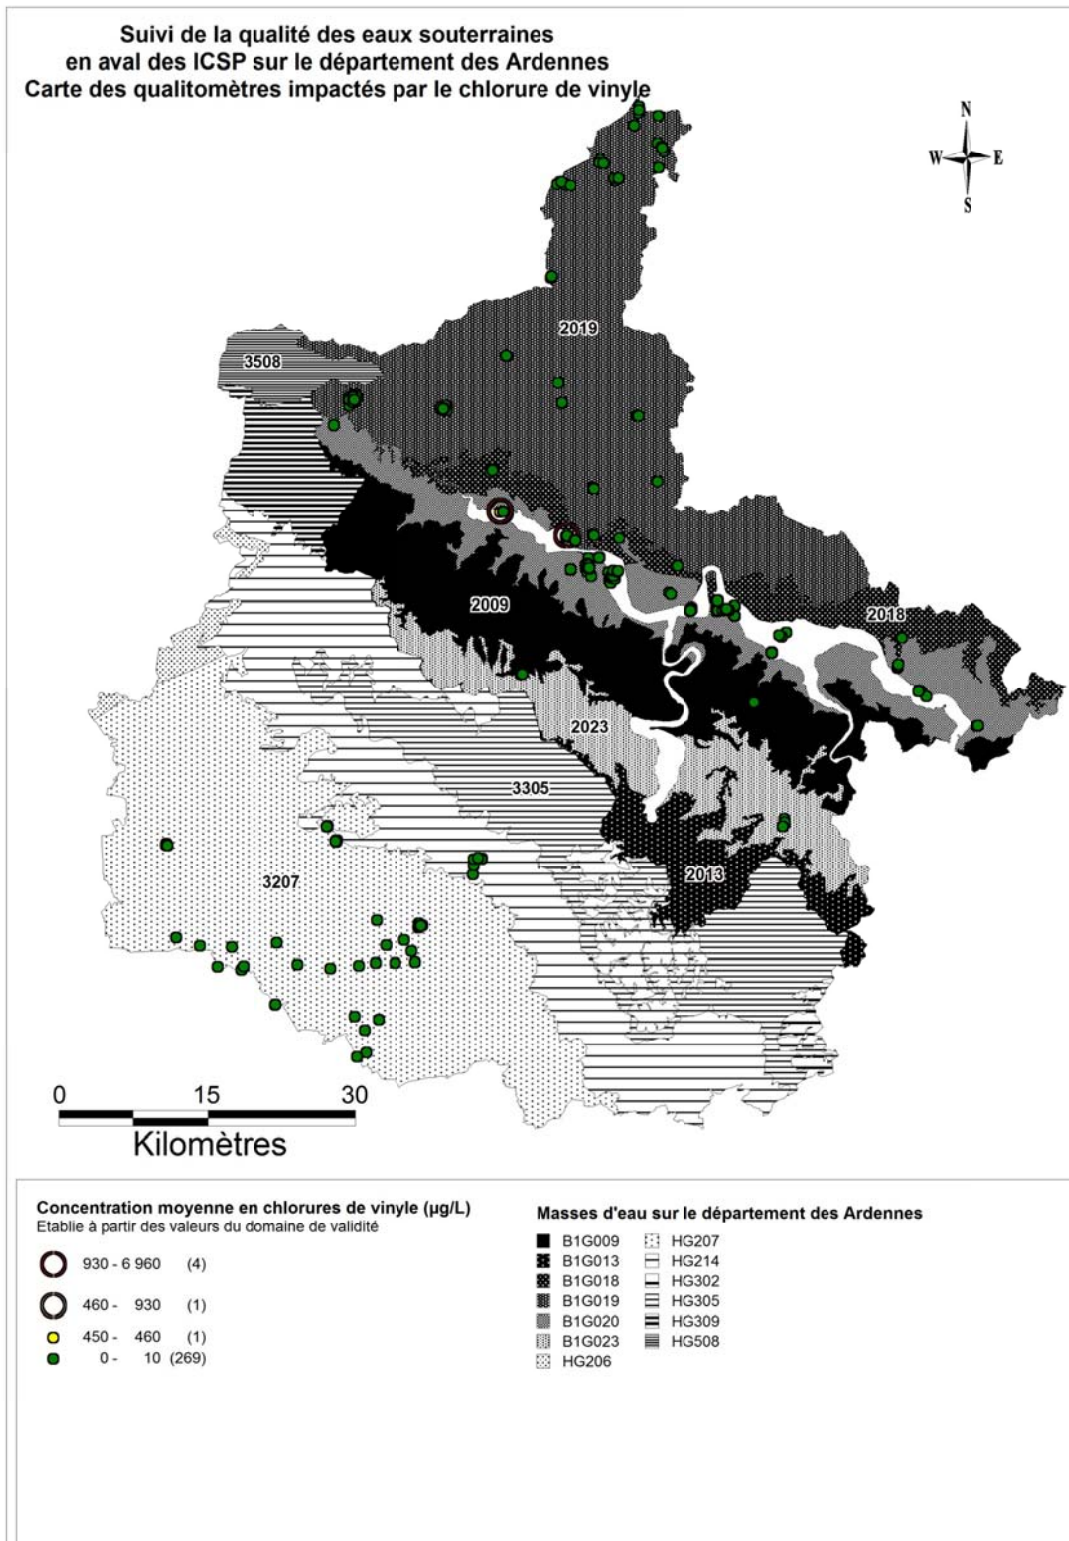 Suivi de la qualité des eaux souterraines
en aval des ICSP sur le département des Ardennes
Carte des qualitomètres impactés par le chlorure de vinyle
N
W E
S
2019
3508
2018
2009
2023
3305
2013
3207
0 15 30
Kilomètres
Concentration moyenne en chlorures de vinyle (µg/L)
Etablie à partir des valeurs du domaine de validité
930 - 6 960 (4)
460 - 930 (1)
450 - 460 (1)
0 - 10 (269)
Masses d'eau sur le département des Ardennes
B1G009
B1G013
B1G018
B1G019
B1G020
B1G023
HG206
HG207
HG214
HG302
HG305
HG309
HG508